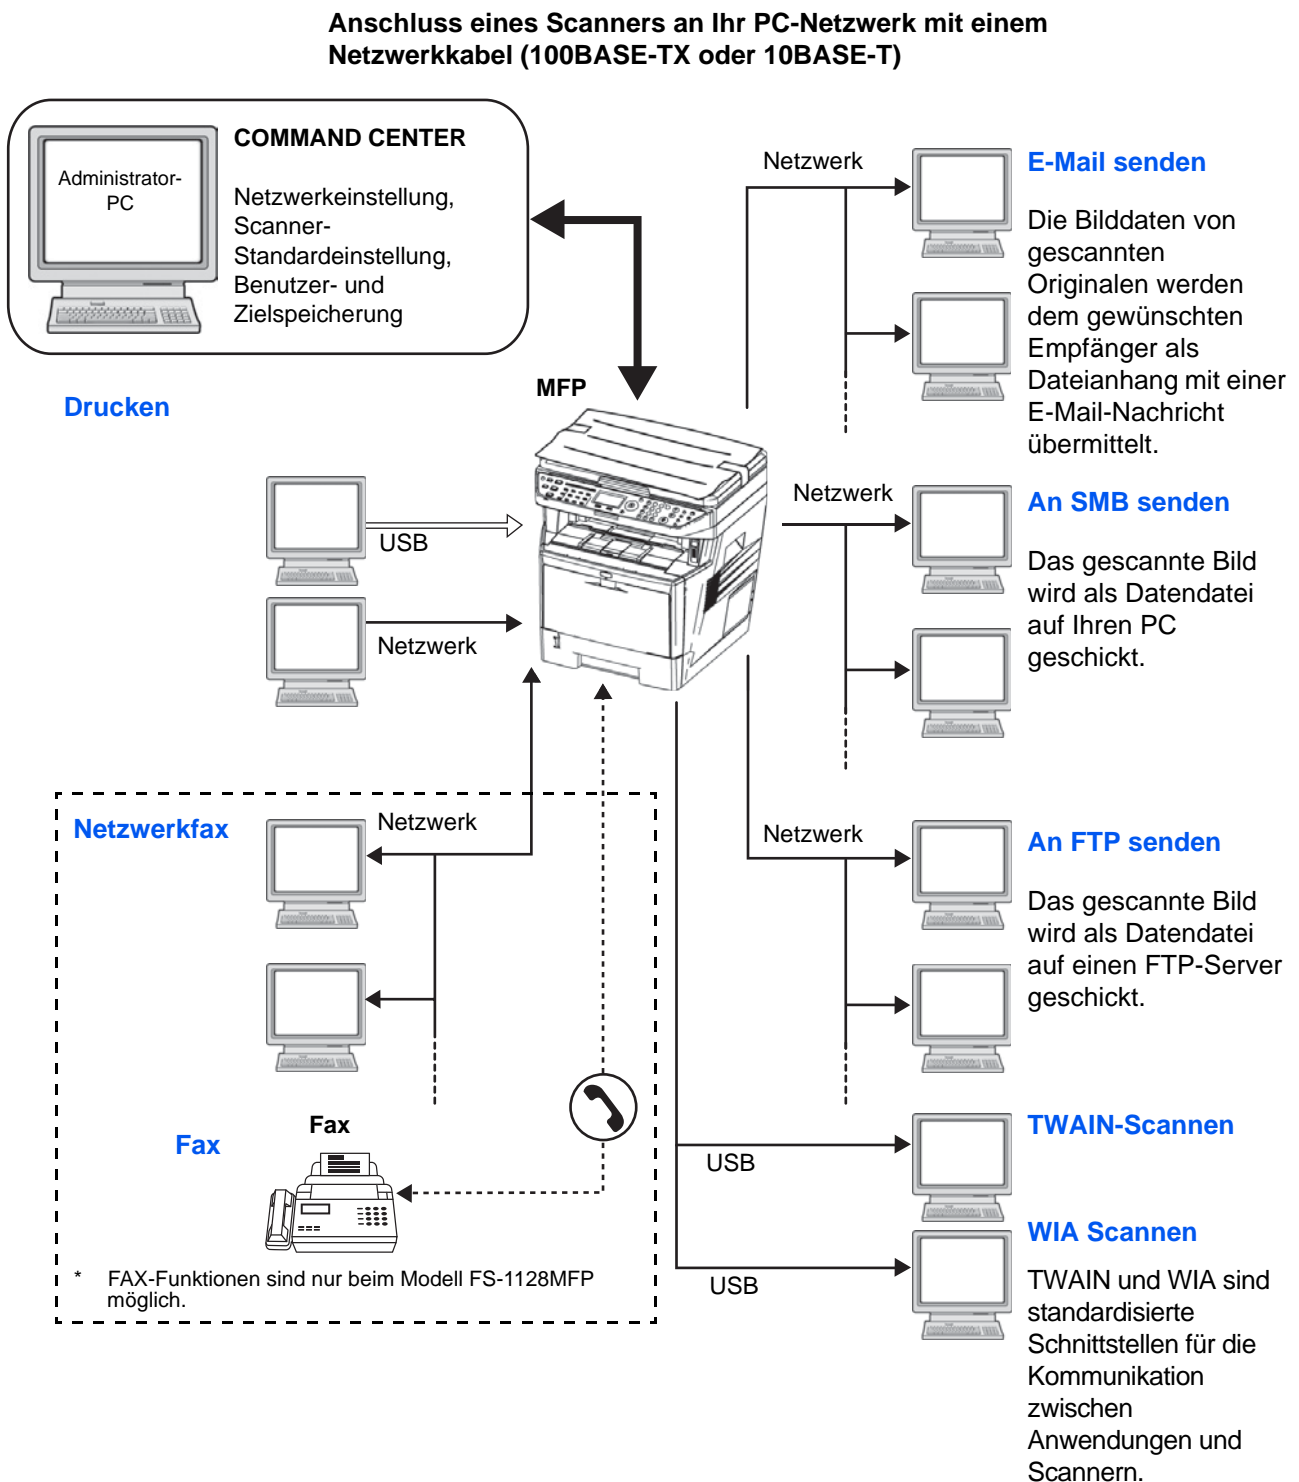 Anschluss eines Scanners an Ihr PC-Netzwerk mit einem
Netzwerkkabel (100BASE-TX oder 10BASE-T)
Administrator-
PC
COMMAND CENTER
Netzwerkeinstellung,
Scanner-
Standardeinstellung,
Benutzer- und
Zielspeicherung
Netzwerk
E-Mail senden
Die Bilddaten von
gescannten
Originalen werden
dem gewünschten
Empfänger als
Dateianhang mit einer
E-Mail-Nachricht
übermittelt.
MFP
Drucken
USB
Netzwerk
Netzwerk
An SMB senden
Das gescannte Bild
wird als Datendatei
auf Ihren PC
geschickt.
Netzwerkfax
Netzwerk
Netzwerk
An FTP senden
Das gescannte Bild
wird als Datendatei
auf einen FTP-Server
geschickt.
Fax
Fax
* FAX-Funktionen sind nur beim Modell FS-1128MFP
möglich.
USB
TWAIN-Scannen
USB
WIA Scannen
TWAIN und WIA sind
standardisierte
Schnittstellen für die
Kommunikation
zwischen
Anwendungen und
Scannern.